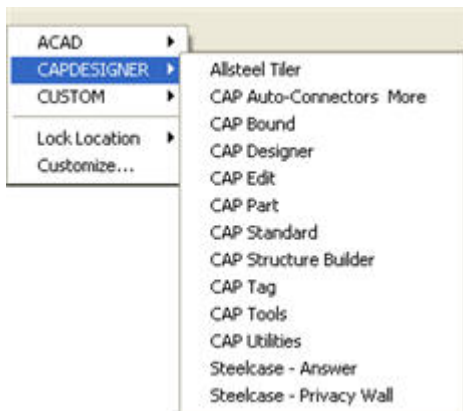 ACAD
CAPDESIGNER
CUSTOM
Lock Location
Customize...
Allsteel Tiler
CAP Auto-Connectors More
CAP Bound
CAP Designer
CAP Edit
CAP Part
CAP Standard
CAP Structure Builder
CAP Tag
CAP Tools
CAP Utilities
Steelcase - Answer
Steelcase - Privacy Wall